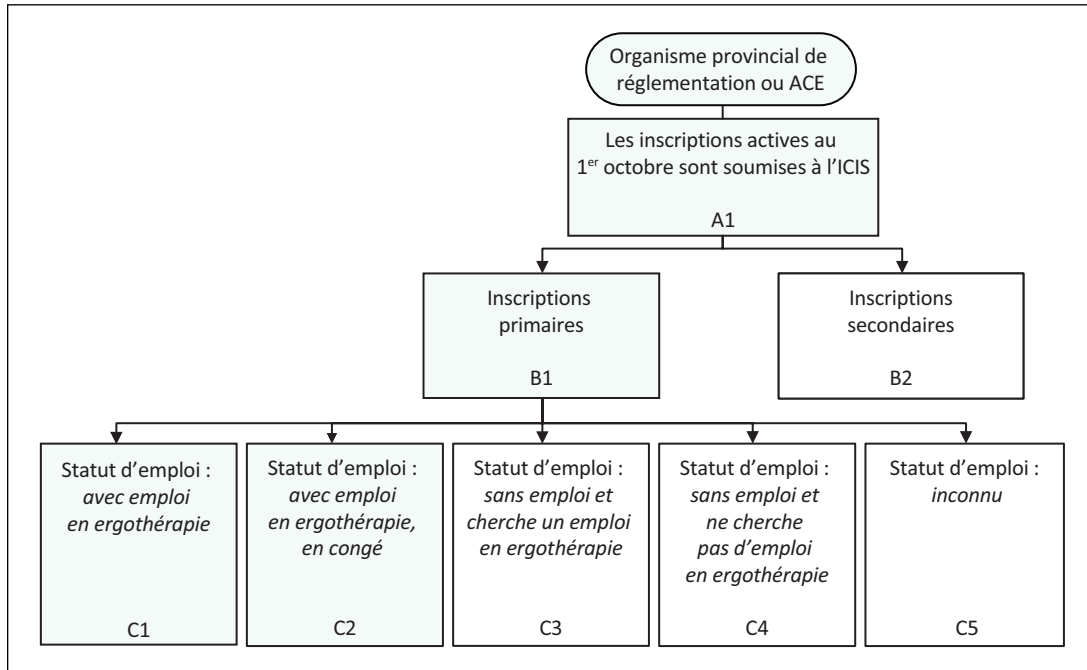 Organisme provincial de
réglementation ou ACE
Les inscriptions actives au
1er octobre sont soumises à l’ICIS
A1
Inscriptions
primaires
B1
Inscriptions
secondaires
B2
Statut d’emploi :
avec emploi
en ergothérapie
C1
Statut d’emploi :
avec emploi
en ergothérapie,
en congé
C2
Statut d’emploi :
sans emploi et
cherche un emploi
en ergothérapie
C3
Statut d’emploi :
sans emploi et
ne cherche
pas d’emploi
en ergothérapie
C4
Statut d’emploi :
inconnu
C5